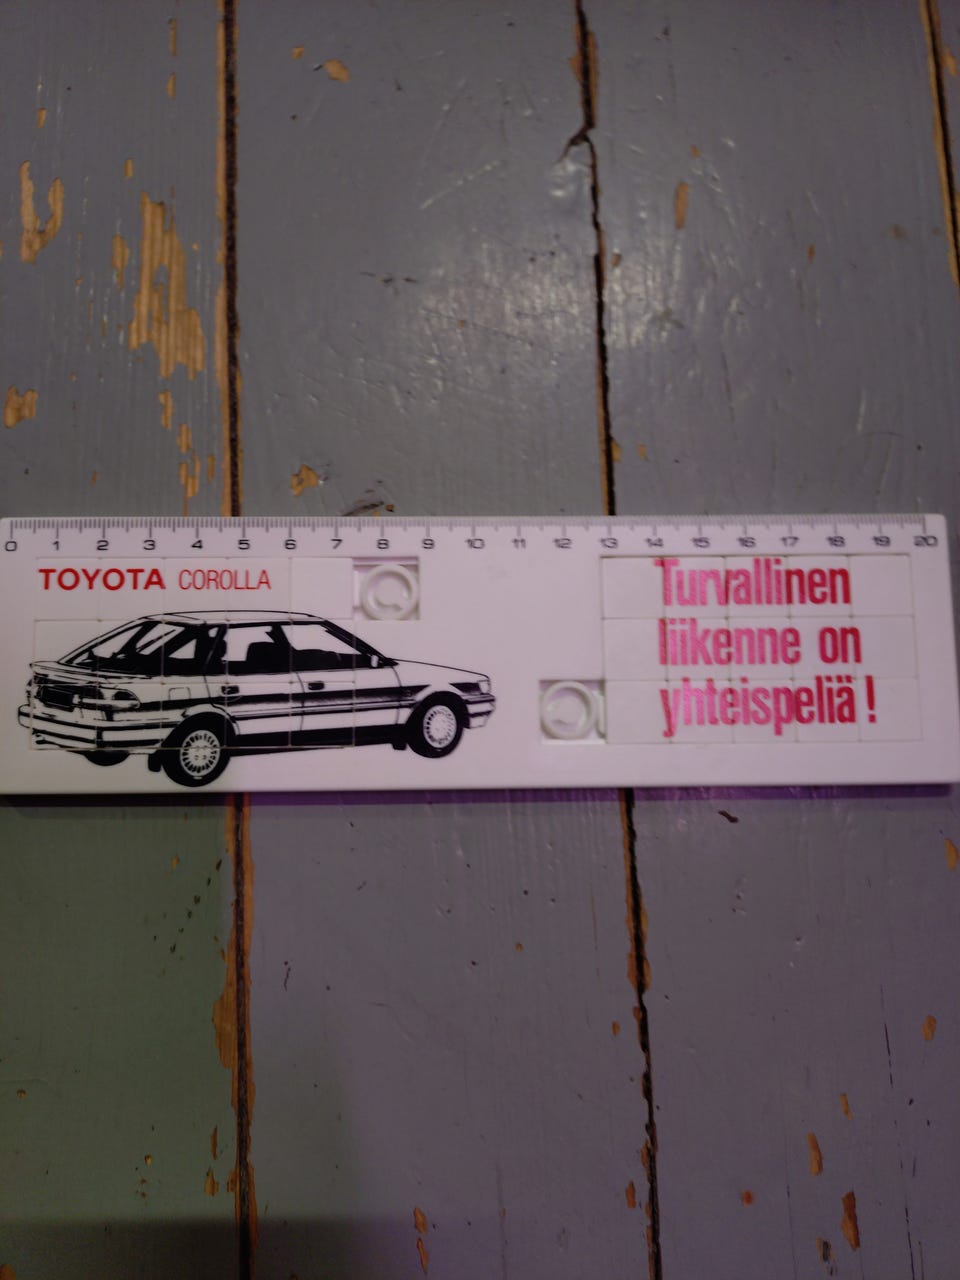 0 1 2 3 4 5 6 7 8 9 10 11 12 13 14 15 16 17 18 19 20
TOYOTA COROLLA
Turvallinen
liikenne on
yhteispeliä!